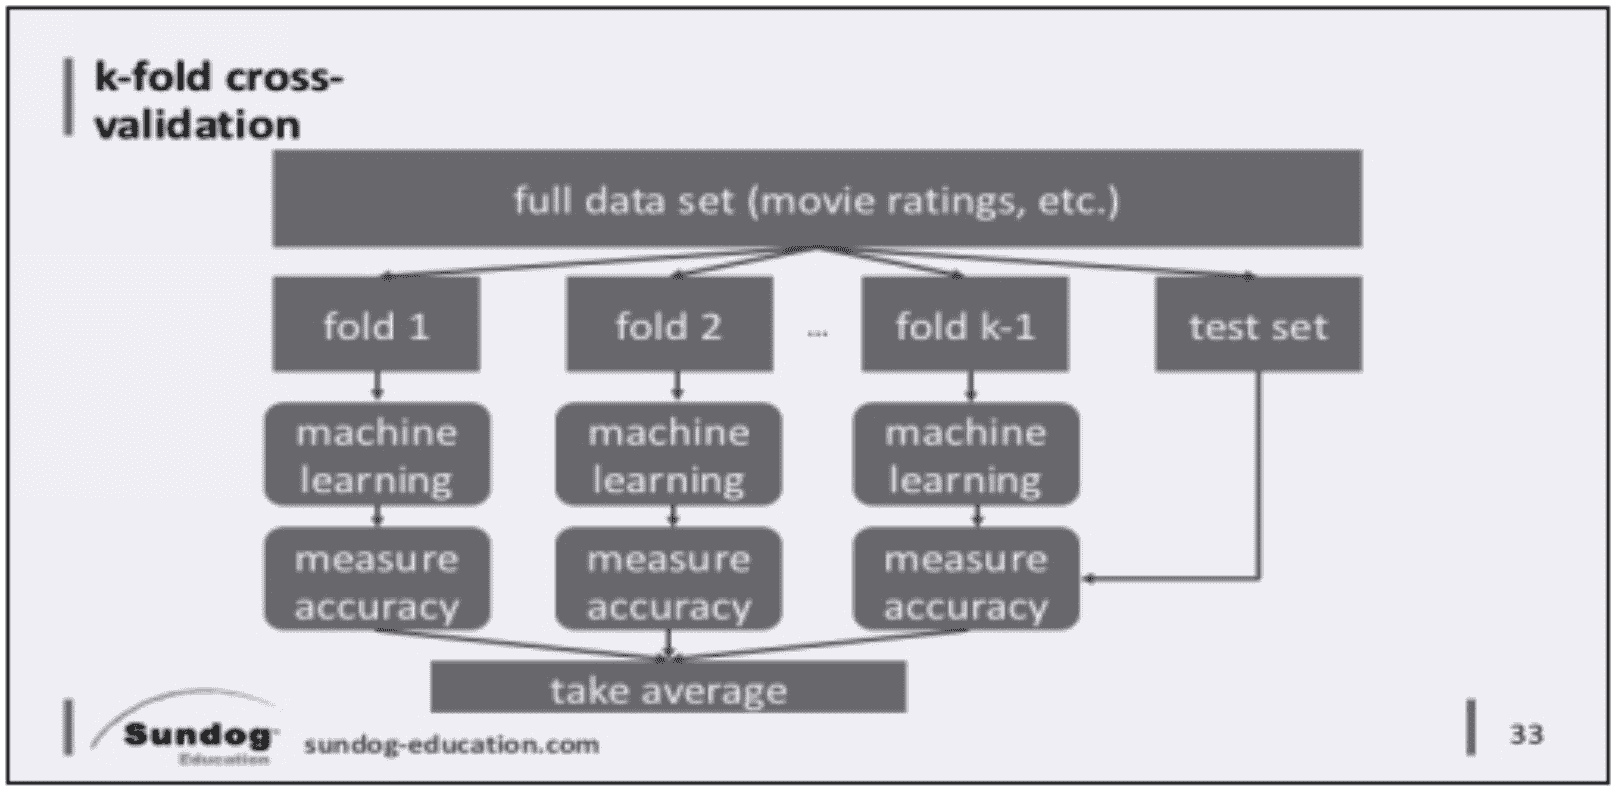 k-fold cross-
validation
full data set (movie ratings, etc.)
fold 1
fold 2
...
fold k-1
test set
machine
learning
machine
learning
machine
learning
measure
accuracy
measure
accuracy
measure
accuracy
take average
Sundog
Education
sundog-education.com
33